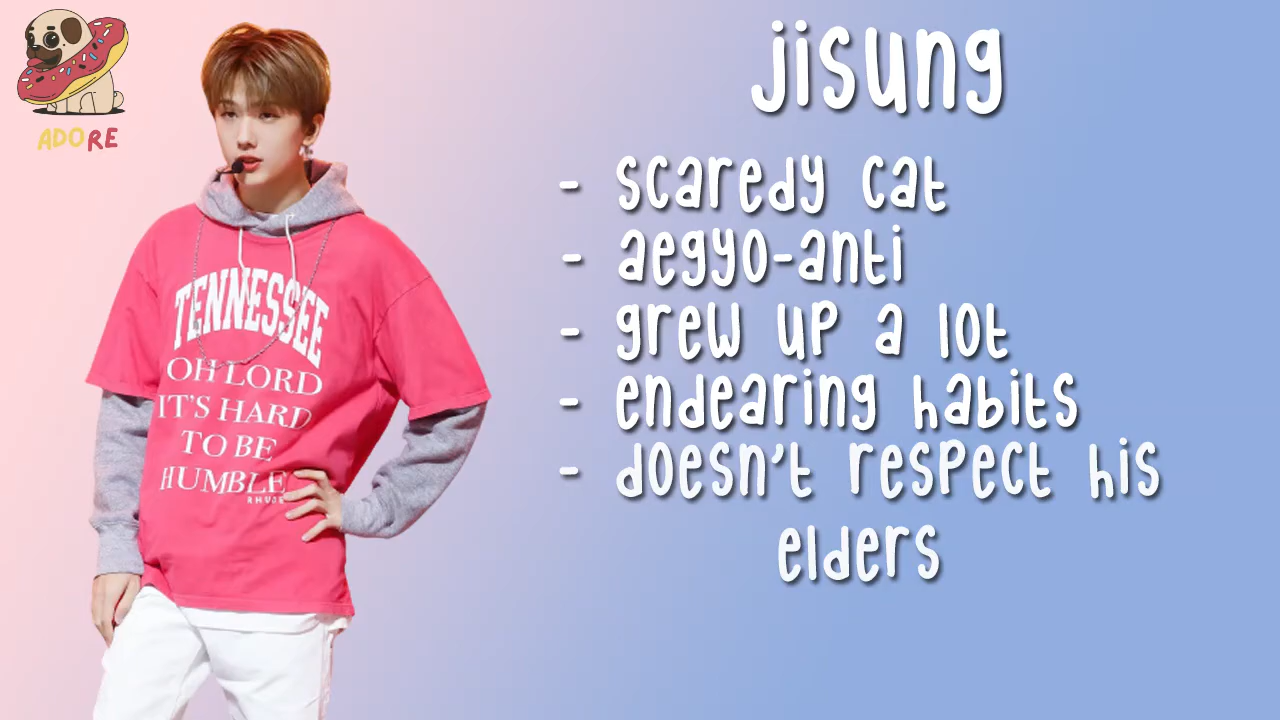 ADORE
jisung
- scaredy cat
- aegyo-anti
- grew up a lot
- endearing habits
- doesn't respect his
elders
TENNESSEE
OH LORD
IT'S HARD
TO BE
HUMBLE